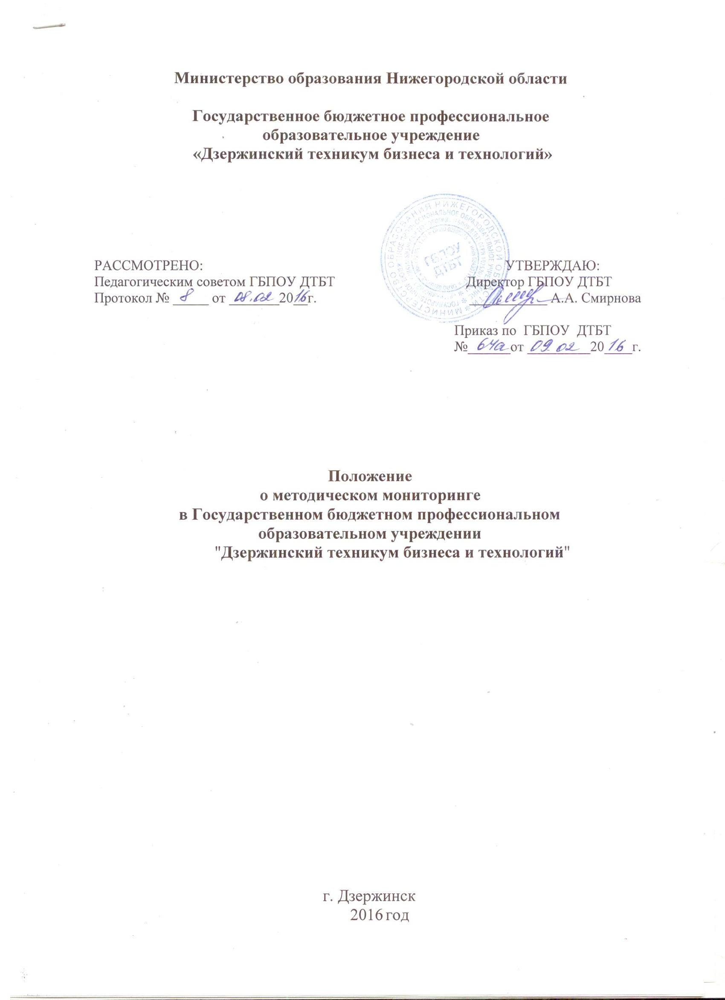 Министерство образования Нижегородской области
Государственное бюджетное профессиональное
образовательное учреждение
«Дзержинский техникум бизнеса и технологий»
МИНИСТЕРСТВО ОБРАЗОВАНИЯ НИЖЕГОРОДСКОЙ ОБЛАСТИ
ГБПОУ
ДТБТ
РАССМОТРЕНО:
Педагогическим советом ГБПОУ ДТБТ
Протокол № 8 от 08.02 2016г.
УТВЕРЖДАЮ:
Директор ГБПОУ ДТБТ
А.А. Смирнова
Приказ по ГБПОУ ДТБТ
№ 64а от 09 02 2016 г.
Положение
о методическом мониторинге
в Государственном бюджетном профессиональном
образовательном учреждении
"Дзержинский техникум бизнеса и технологий"
г. Дзержинск
2016 год